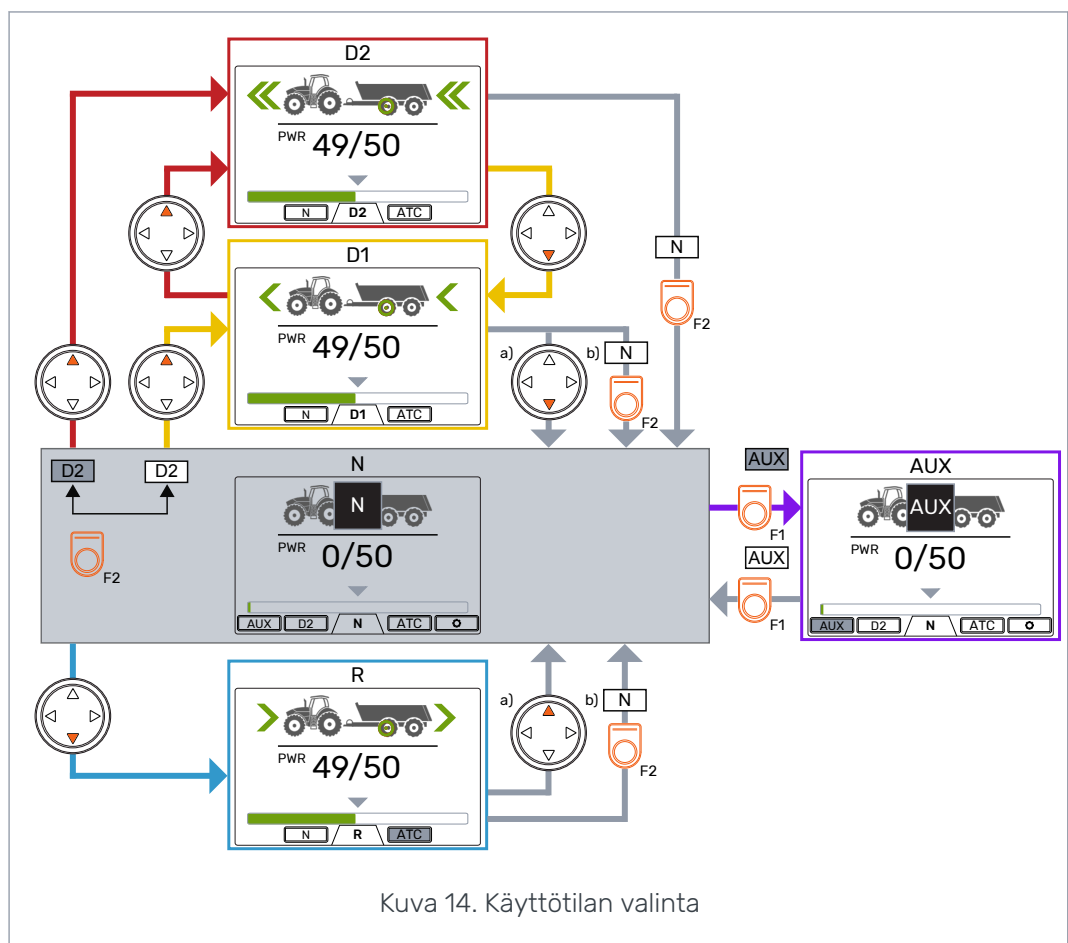 D2
PWR 49/50
N D2 ATC
D1
PWR 49/50
N D1 ATC
N
F2
a)
b) N
F2
D2 D2
F2
N
N
PWR 0/50
AUX D2 N ATC
AUX
F1
AUX
F1
AUX
AUX
PWR 0/50
AUX D2 N ATC
R
PWR 49/50
N R ATC
a)
b) N
F2
Kuva 14. Käyttötilan valinta